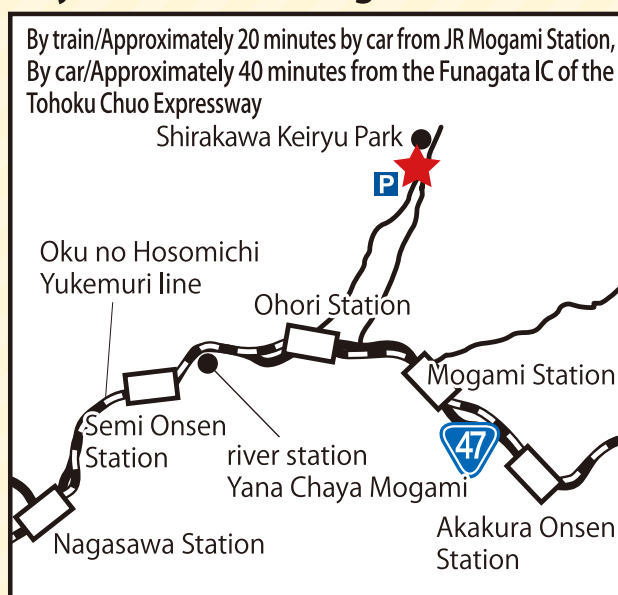 By train/Approximately 20 minutes by car from JR Mogami Station,
By car/Approximately 40 minutes from the Funagata IC of the
Tohoku Chuo Expressway
Shirakawa Keiryu Park
P
Oku no Hosomichi
Yukemuri line
Ohori Station
Mogami Station
Semi Onsen
Station
river station
Yana Chaya Mogami
47
Akakura Onsen
Station
Nagasawa Station